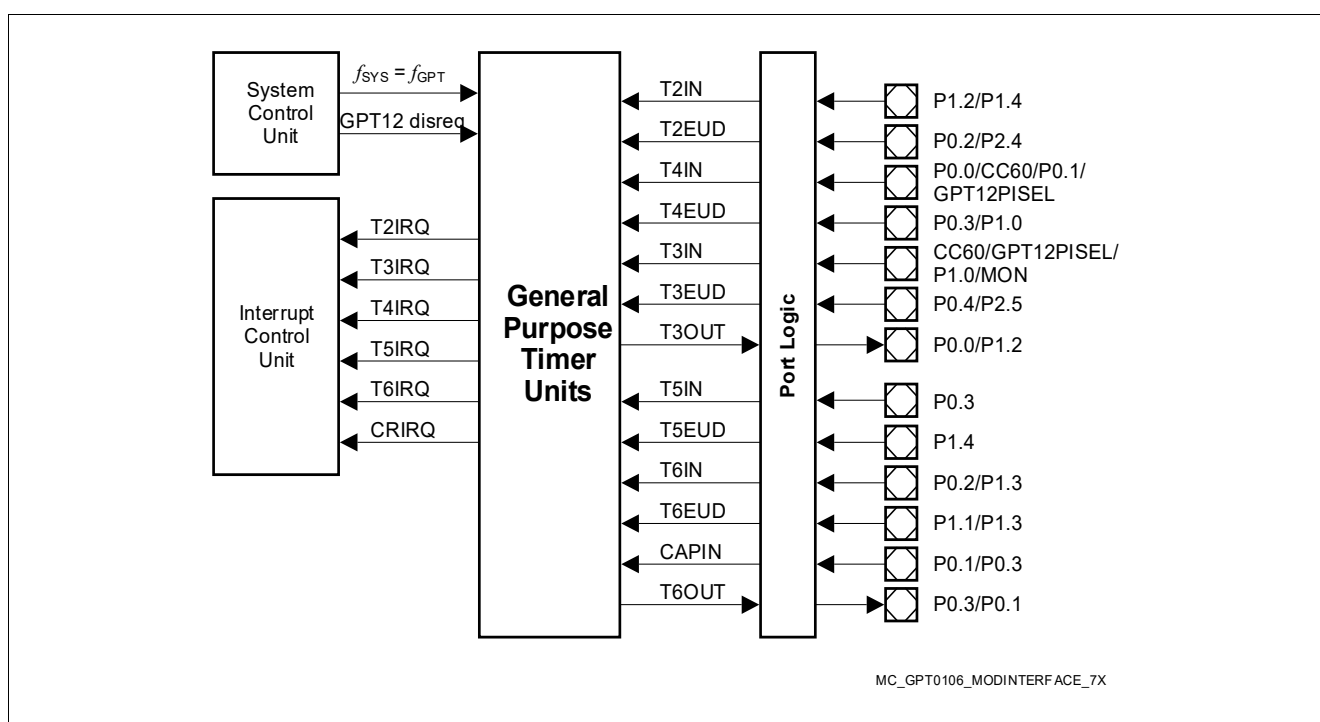 System
Control
Unit
fSYS = fGPT
GPT12 disreq
Interrupt
Control
Unit
T2IRQ
T3IRQ
T4IRQ
T5IRQ
T6IRQ
CRIRQ
General
Purpose
Timer
Units
T2IN
T2EUD
T4IN
T4EUD
T3IN
T3EUD
T3OUT
T5IN
T5EUD
T6IN
T6EUD
CAPIN
T6OUT
Port Logic
P1.2/P1.4
P0.2/P2.4
P0.0/CC60/P0.1/
GPT12PISEL
P0.3/P1.0
CC60/GPT12PISEL/
P1.0/MON
P0.4/P2.5
P0.0/P1.2
P0.3
P1.4
P0.2/P1.3
P1.1/P1.3
P0.1/P0.3
P0.3/P0.1
MC_GPT0106_MODINTERFACE_7X